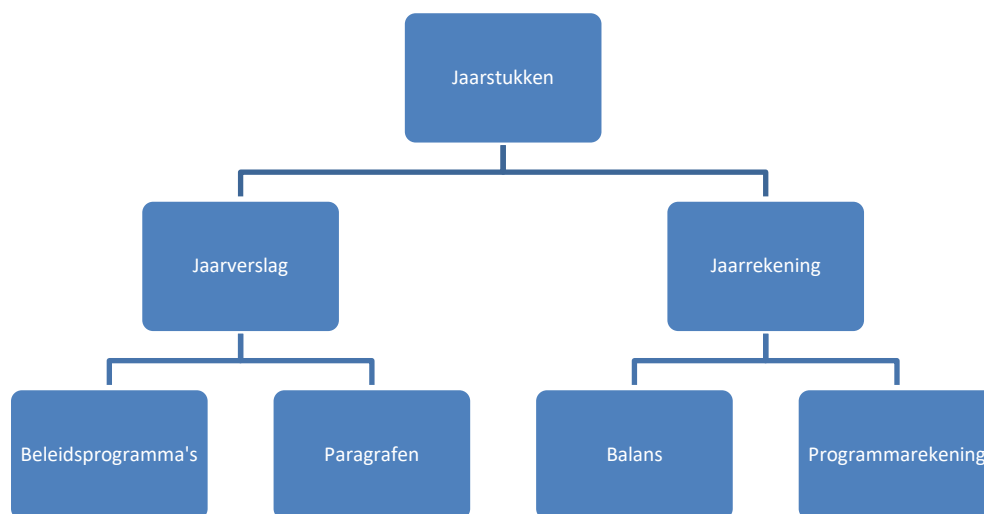 Jaarstukken
Jaarverslag
Jaarrekening
Beleidsprogramma's
Paragrafen
Balans
Programmarekening